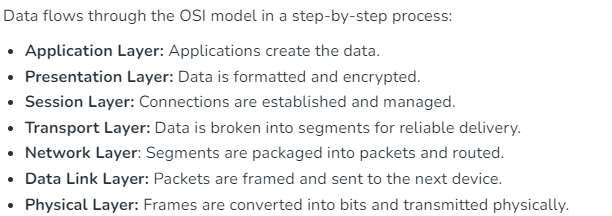 Data flows through the OSI model in a step-by-step process:
• Application Layer: Applications create the data.
• Presentation Layer: Data is formatted and encrypted.
• Session Layer: Connections are established and managed.
• Transport Layer: Data is broken into segments for reliable delivery.
• Network Layer: Segments are packaged into packets and routed.
• Data Link Layer: Packets are framed and sent to the next device.
• Physical Layer: Frames are converted into bits and transmitted physically.